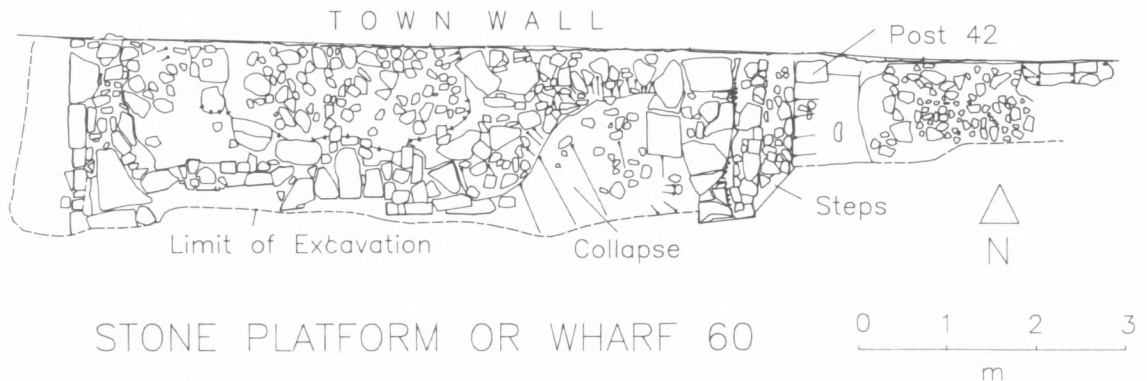 TOWN WALL
Post 42
Steps
Limit of Excavation
Collapse
N
STONE PLATFORM OR WHARF 60
0 1 2 3
m